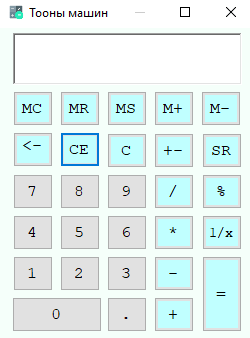 Тооны машин
MC MR MS M+ M-
<- CE C +- SR
7 8 9 / %
4 5 6 * 1/x
1 2 3 - =
0 . +